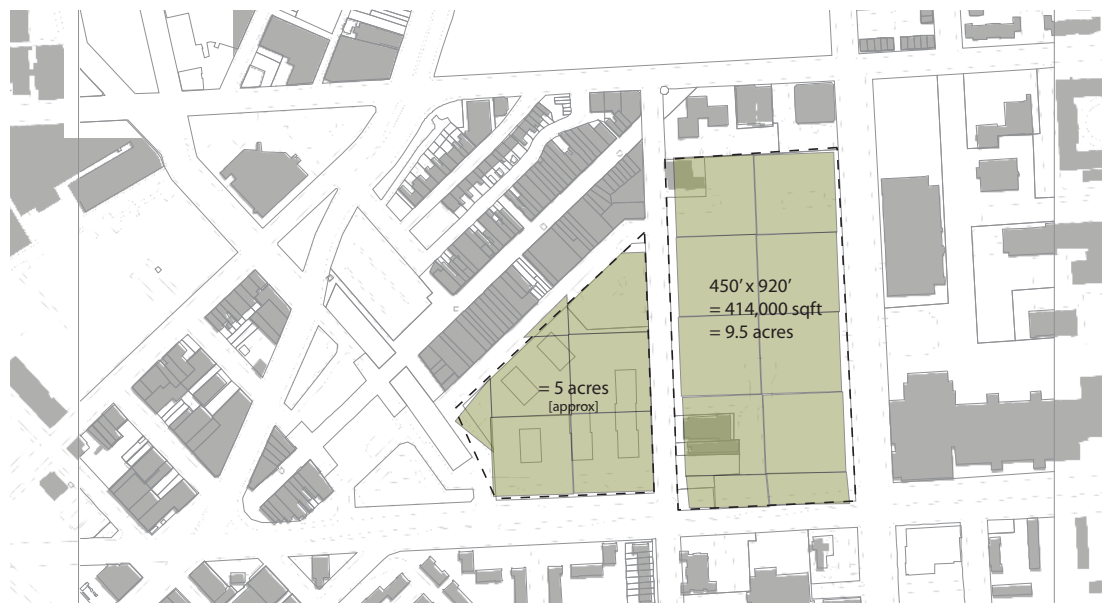 450’ x 920’
= 414,000 sqft
= 9.5 acres
= 5 acres
[approx]